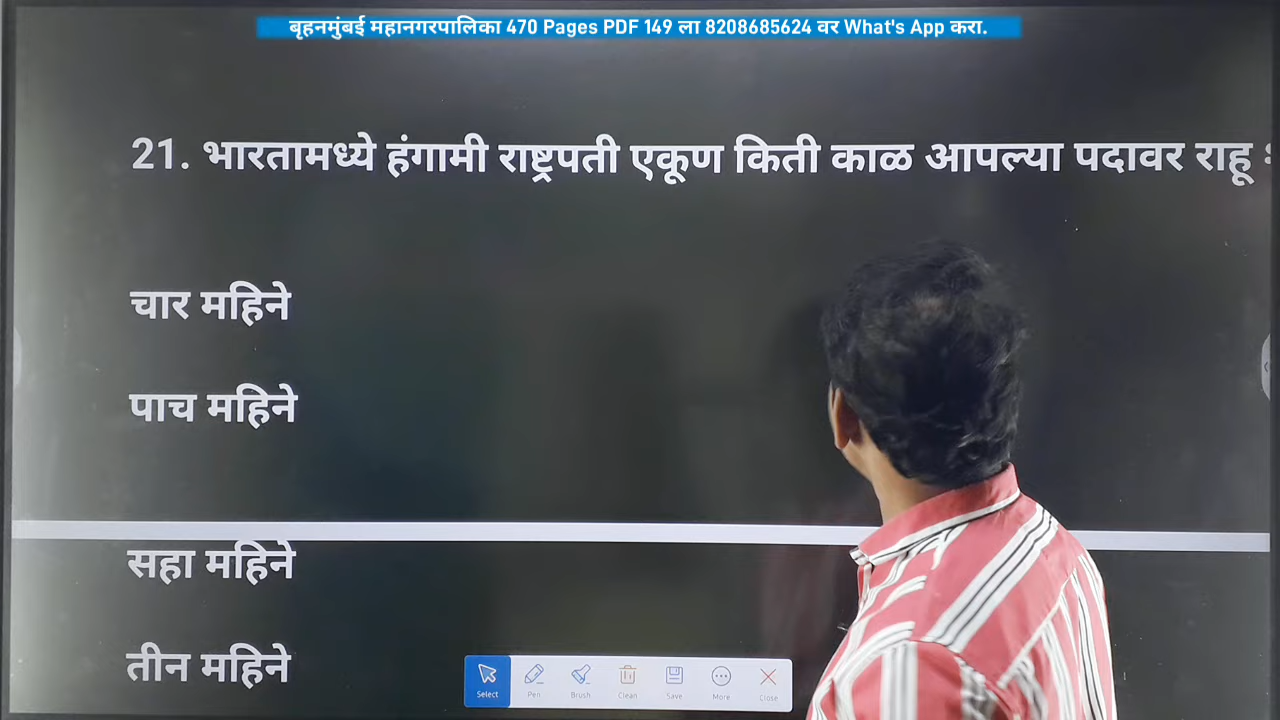 बृहनमुंबई महानगरपालिका 470 Pages PDF 149 ला 8208685624 वर What's App करा.
21. भारतामध्ये हंगामी राष्ट्रपती एकूण किती काळ आपल्या पदावर राहू
चार महिने
पाच महिने
सहा महिने
तीन महिने
Select Pen Brush Clean Save More Close